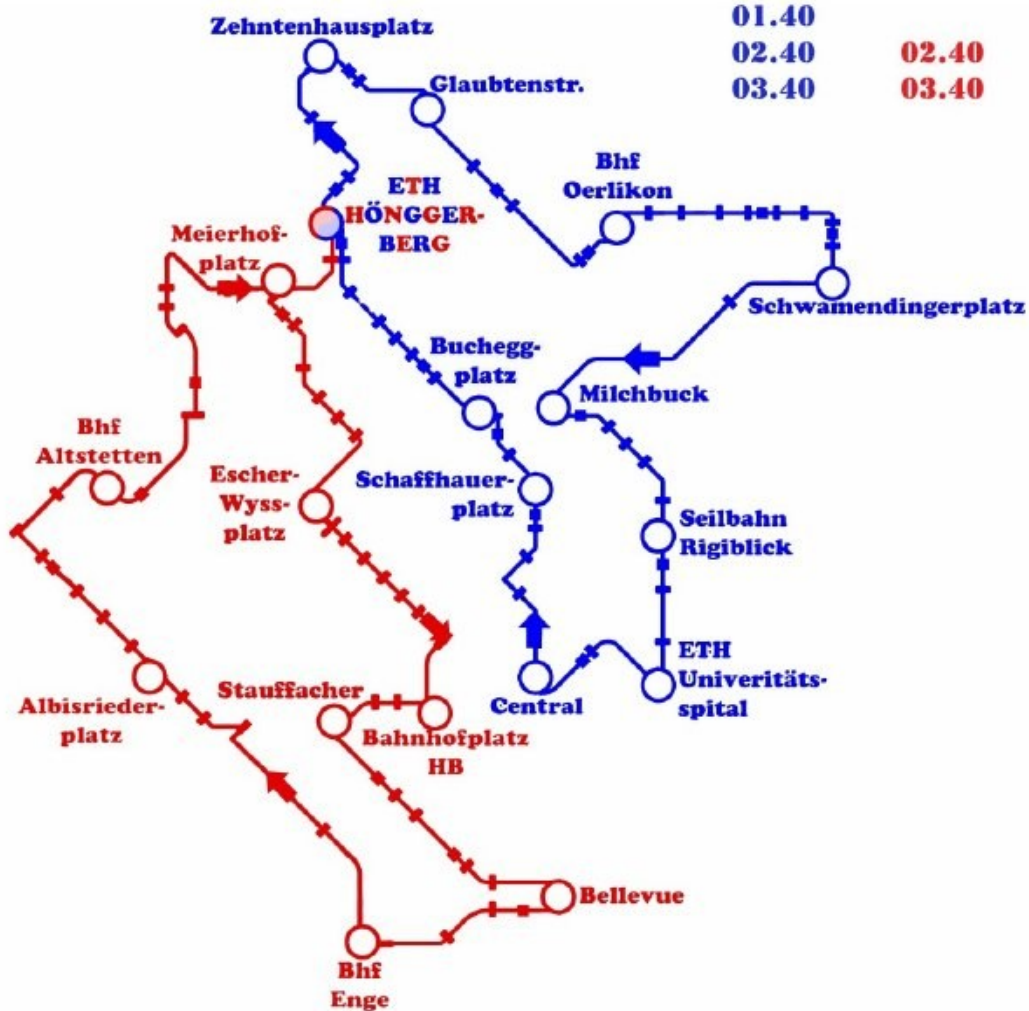 01.40
02.40 02.40
03.40 03.40
Zehntenhausplatz
Glaubtenstr.
Bhf
Oerlikon
ETH
HÖNGGER-
BERG
Meierhof-
platz
Schwamendingerplatz
Buchegg-
platz
Milchbuck
Bhf
Altstetten
Escher-
Wyss-
platz
Schaffhauer-
platz
Seilbahn
Rigiblick
ETH
Univeritäts-
spital
Stauffacher
Central
Albisrieder-
platz
Bahnhofplatz
HB
Bellevue
Bhf
Enge